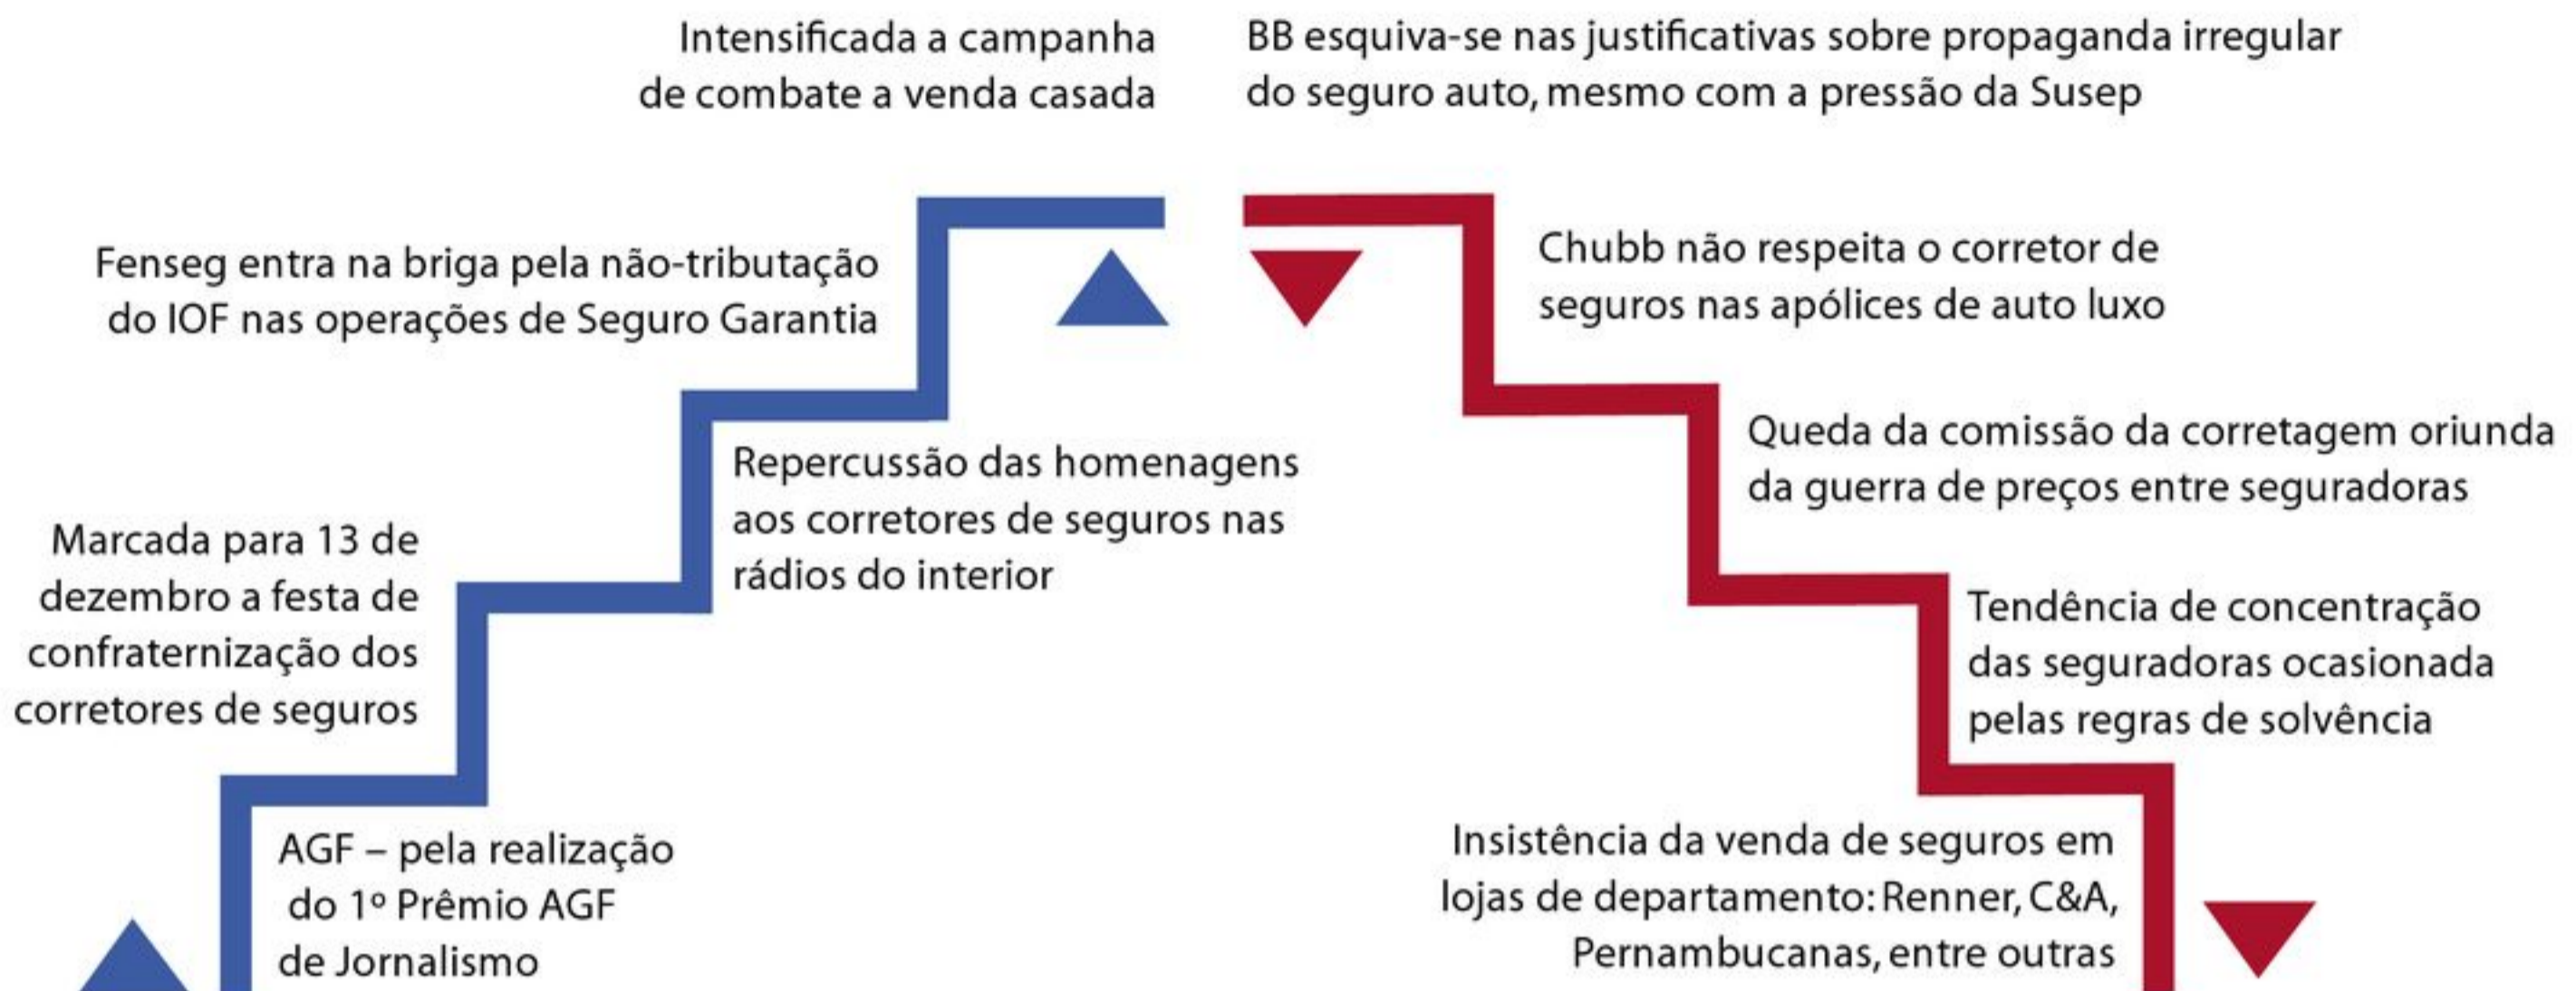 Intensificada a campanha
de combate a venda casada
BB esquiva-se nas justificativas sobre propaganda irregular
do seguro auto, mesmo com a pressão da Susep
Fenseg entra na briga pela não-tributação
do IOF nas operações de Seguro Garantia
Chubb não respeita o corretor de
seguros nas apólices de auto luxo
Repercussão das homenagens
aos corretores de seguros nas
rádios do interior
Queda da comissão da corretagem oriunda
da guerra de preços entre seguradoras
Marcada para 13 de
dezembro a festa de
confraternização dos
corretores de seguros
Tendência de concentração
das seguradoras ocasionada
pelas regras de solvência
AGF – pela realização
do 1º Prêmio AGF
de Jornalismo
Insistência da venda de seguros em
lojas de departamento: Renner, C&A,
Pernambucanas, entre outras